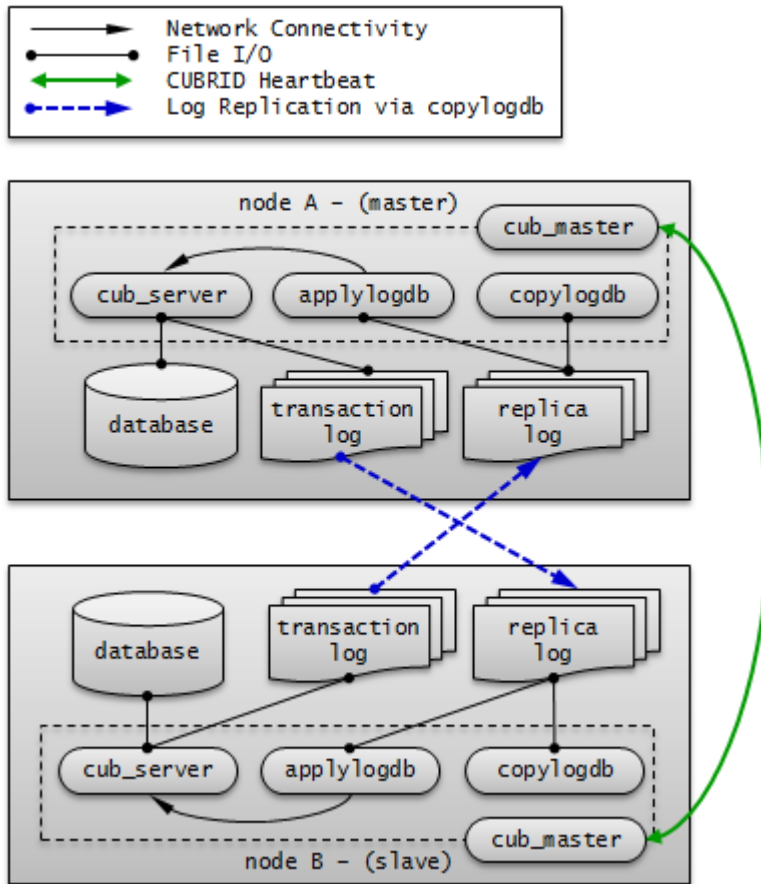 Network Connectivity
File I/O
CUBRID Heartbeat
Log Replication via copylogdb
node A – (master)
cub_master
cub_server
applylogdb
copylogdb
database
transaction
log
replica
log
database
transaction
log
replica
log
cub_server
applylogdb
copylogdb
cub_master
node B – (slave)